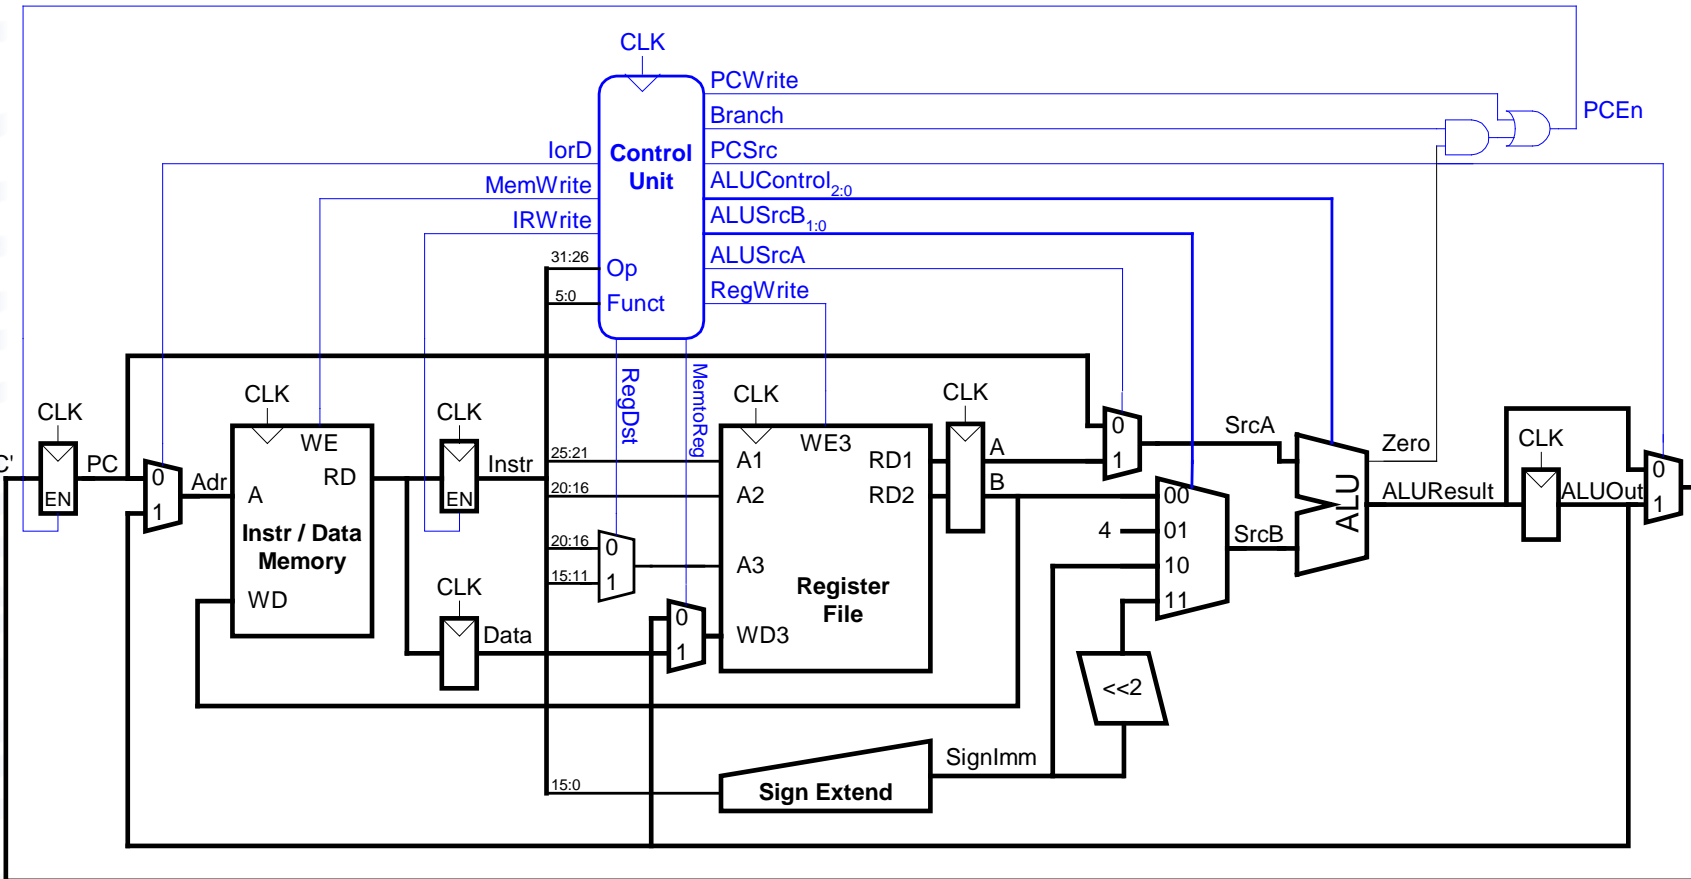 CLK
PCWrite
Branch
PCEn
IorD
Control
Unit
PCSrc
MemWrite
ALUControl2:0
IRWrite
ALUSrcB1:0
31:26
Op
ALUSrcA
5:0
Funct
RegWrite
RegDst
MemtoReg
CLK
CLK
CLK
CLK
CLK
C'
EN
PC
0
1
Adr
WE
RD
A
Instr / Data
Memory
WD
CLK
EN
Instr
CLK
Data
25:21
20:16
20:16
15:11
0
1
0
1
WE3
A1
A2
A3
WD3
RD1
RD2
Register
File
A
B
0
1
SrcA
00
4
01
10
11
SrcB
<<2
ALU
Zero
ALUResult
ALUOut
0
1
SignImm
15:0
Sign Extend